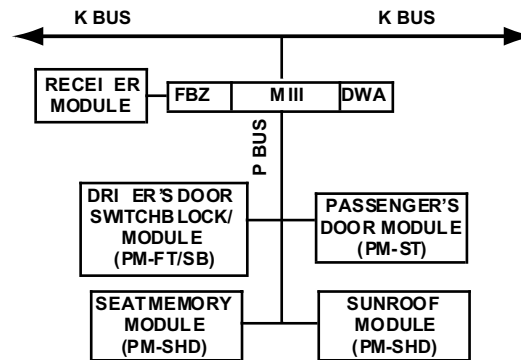 K BUS K BUS
RECEI ER
MODULE
FBZ MIII DWA
P BUS
DRI ER'S DOOR
SWITCHBLOCK/
MODULE
(PM-FT/SB)
PASSENGER'S
DOOR MODULE
(PM-ST)
SEATMEMORY
MODULE
(PM-SHD)
SUNROOF
MODULE
(PM-SHD)